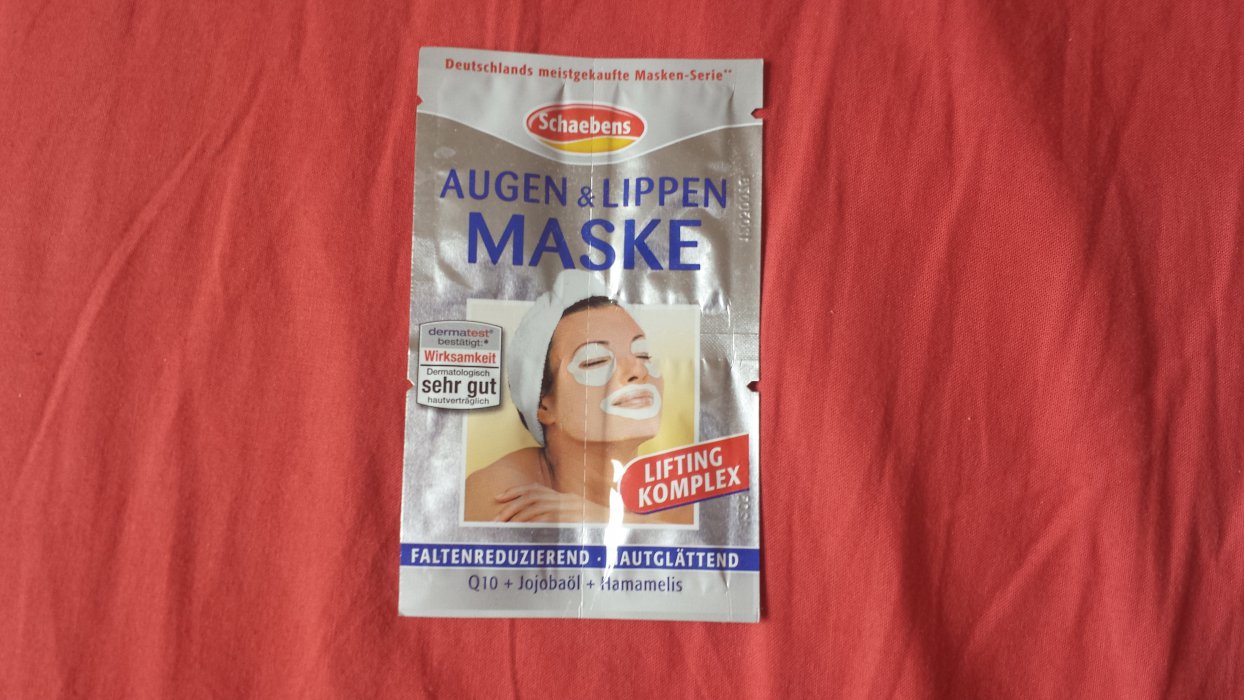 Deutschlands meistgekaufte Masken-Serie**
Schaebens
AUGEN & LIPPEN
MASKE
dermatest®
bestätigt:*
Wirksamkeit
Dermatologisch
sehr gut
hautverträglich
LIFTING
KOMPLEX
FALTENREDUZIEREND · HAUTGLÄTTEND
Q10 + Jojobaöl + Hamamelis